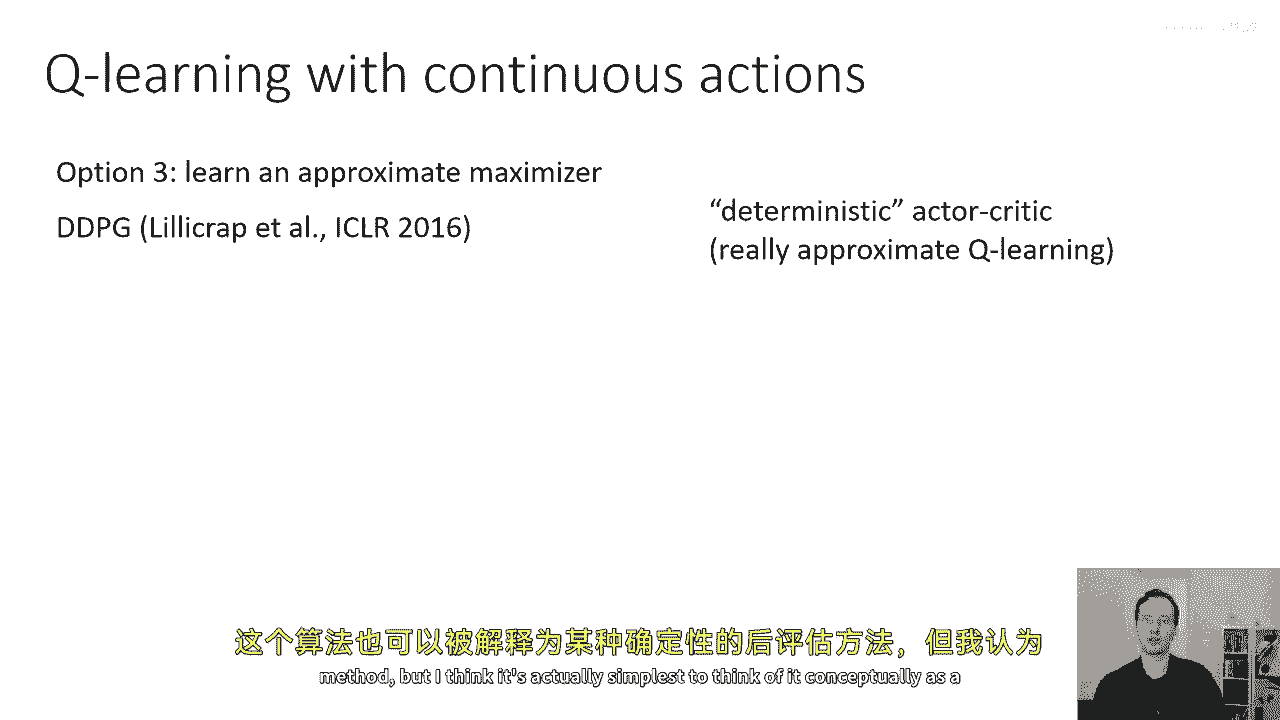 Q-learning with continuous actions
Option 3: learn an approximate maximizer
DDPG (Lillicrap et al., ICLR 2016)
“deterministic” actor-critic
(really approximate Q-learning)
这个算法也可以被解释为某种确定性的后评估方法，但我认为
method, but I think it's actually simplest to think of it conceptually as a